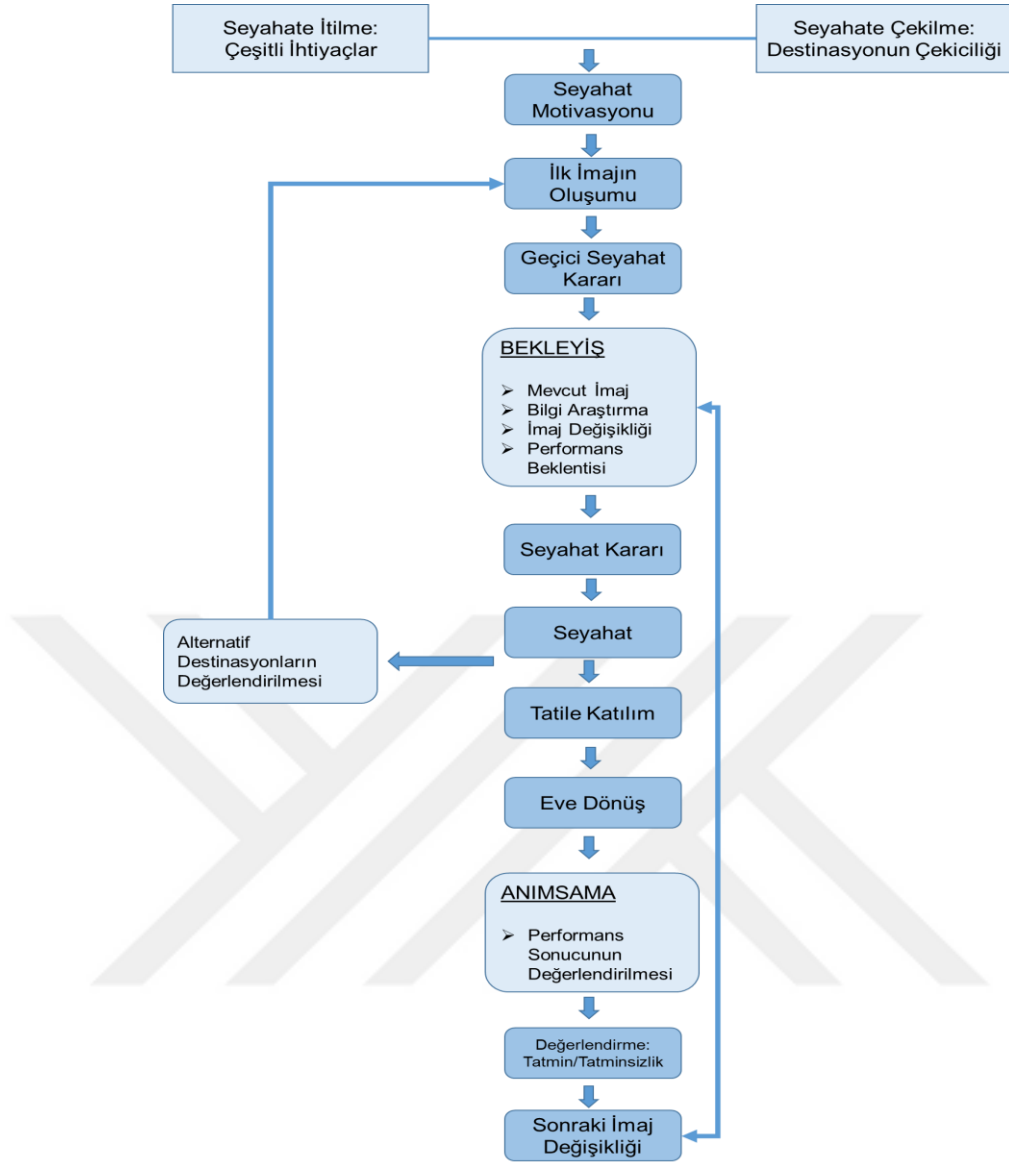 Seyahate İtilme:
Çeşitli İhtiyaçlar
Seyahate Çekilme:
Destinasyonun Çekiciliği
Seyahat
Motivasyonu
İlk İmajın
Oluşumu
Geçici Seyahat
Kararı
BEKLEYİŞ
➢ Mevcut İmaj
➢ Bilgi Araştırma
➢ İmaj Değişikliği
➢ Performans
Beklentisi
Seyahat Kararı
Seyahat
Alternatif
Destinasyonların
Değerlendirilmesi
Tatile Katılım
Eve Dönüş
ANIMSAMA
➢ Performans
Sonucunun
Değerlendirilmesi
Değerlendirme:
Tatmin/Tatminsizlik
Sonraki İmaj
Değişikliği